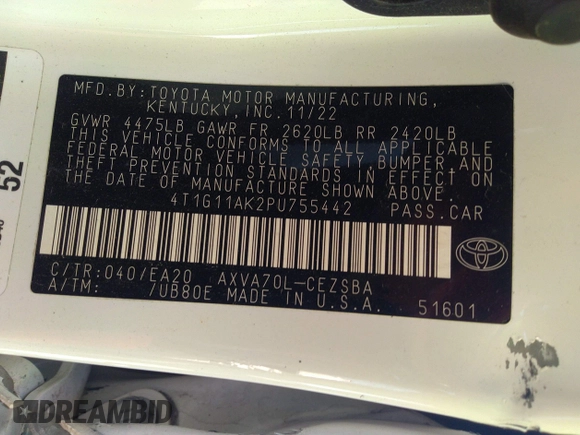 MFD.BY:TOYOTA MOTOR MANUFACTURING,
KENTUCKY,INC.11/22
GVWR 4475LB GAWR FR 2620LB RR 2420LB
THIS VEHICLE CONFORMS TO ALL APPLICABLE
FEDERAL MOTOR VEHICLE SAFETY BUMPER AND
THEFT PREVENTION STANDARDS IN EFFECT ON
THE DATE OF MANUFACTURE SHOWN ABOVE.
4T1G11AK2PU755442 PASS.CAR
C/TR:040/EA20 AXVA70L-CEZSBA
A/TM: /UB80E MADE IN U.S.A. 51601
52
DREAMBID